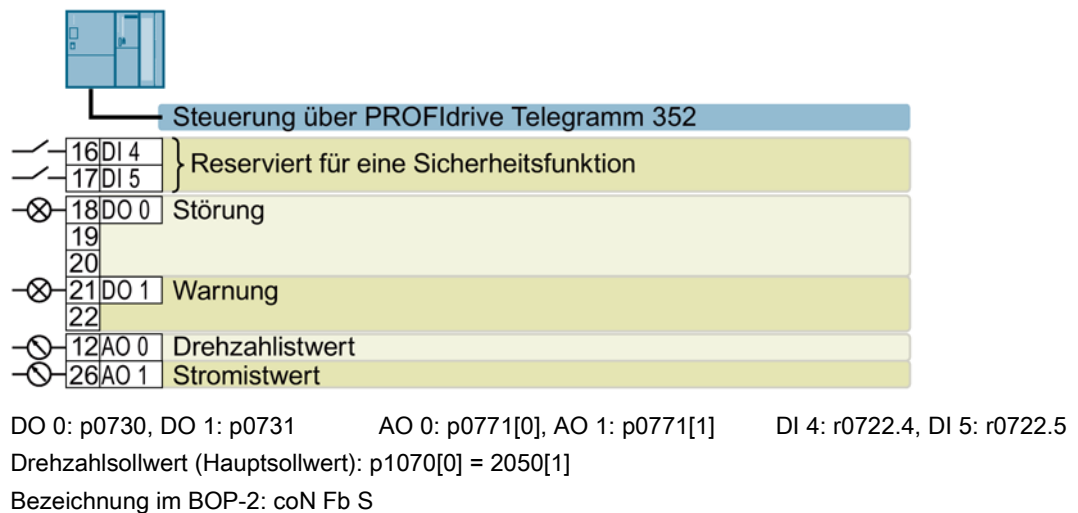 Steuerung über PROFIdrive Telegramm 352
16 DI 4
17 DI 5
Reserviert für eine Sicherheitsfunktion
18 DO 0 Störung
19
20
21 DO 1 Warnung
22
12 AO 0 Drehzahlistwert
26 AO 1 Stromistwert
DO 0: p0730, DO 1: p0731 AO 0: p0771[0], AO 1: p0771[1] DI 4: r0722.4, DI 5: r0722.5
Drehzahlsollwert (Hauptsollwert): p1070[0] = 2050[1]
Bezeichnung im BOP-2: coN Fb S